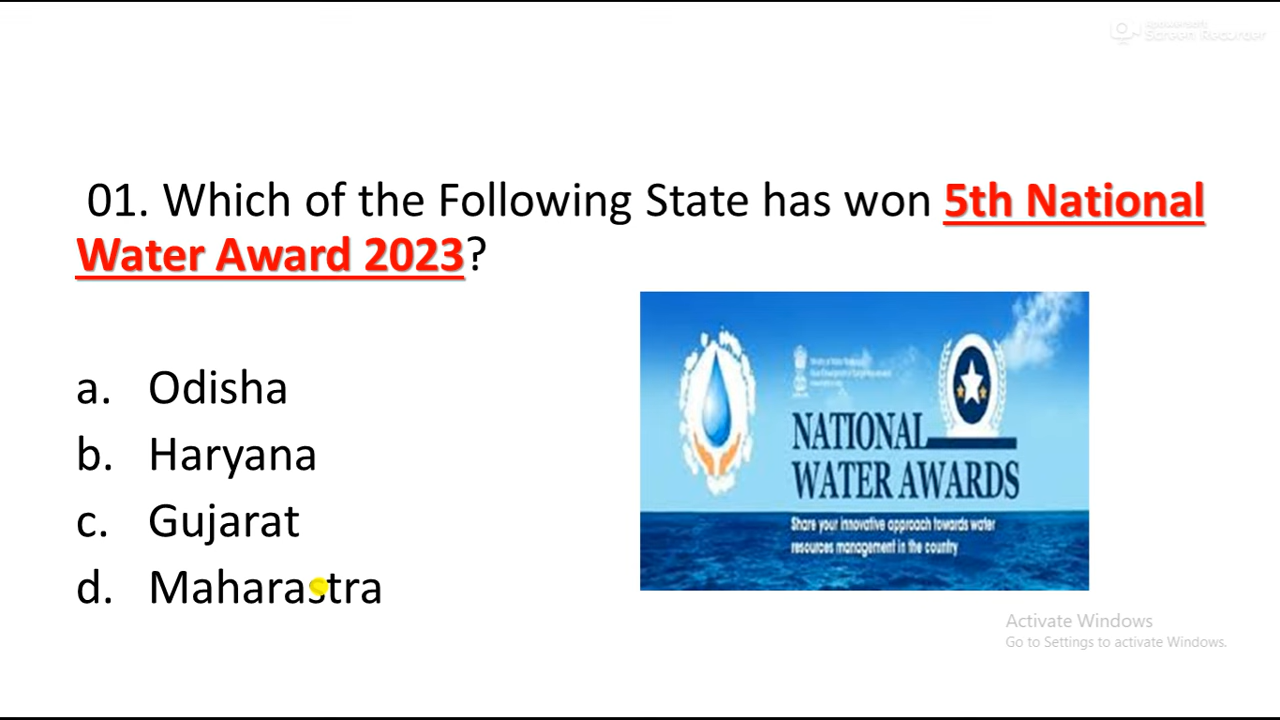 Screen Recorder
01. Which of the Following State has won 5th National
Water Award 2023?
a. Odisha
b. Haryana
c. Gujarat
d. Maharastra
NATIONAL
WATER AWARDS
Share your innovative approach towards water
resources management in the country
Activate Windows
Go to Settings to activate Windows.